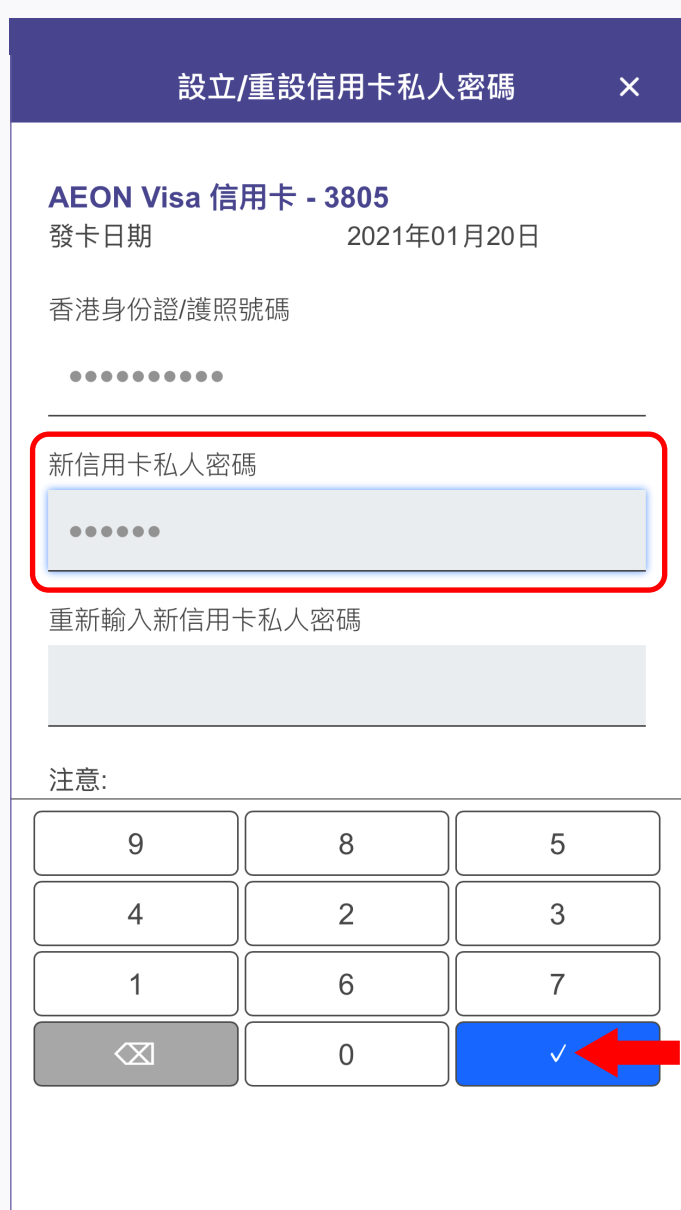 設立/重設信用卡私人密碼 ×
AEON Visa 信用卡 - 3805
發卡日期 2021年01月20日
香港身份證/護照號碼
••••••••••
新信用卡私人密碼
••••••
重新輸入新信用卡私人密碼
注意:
9 8 5
4 2 3
1 6 7
⌫ 0 ✓